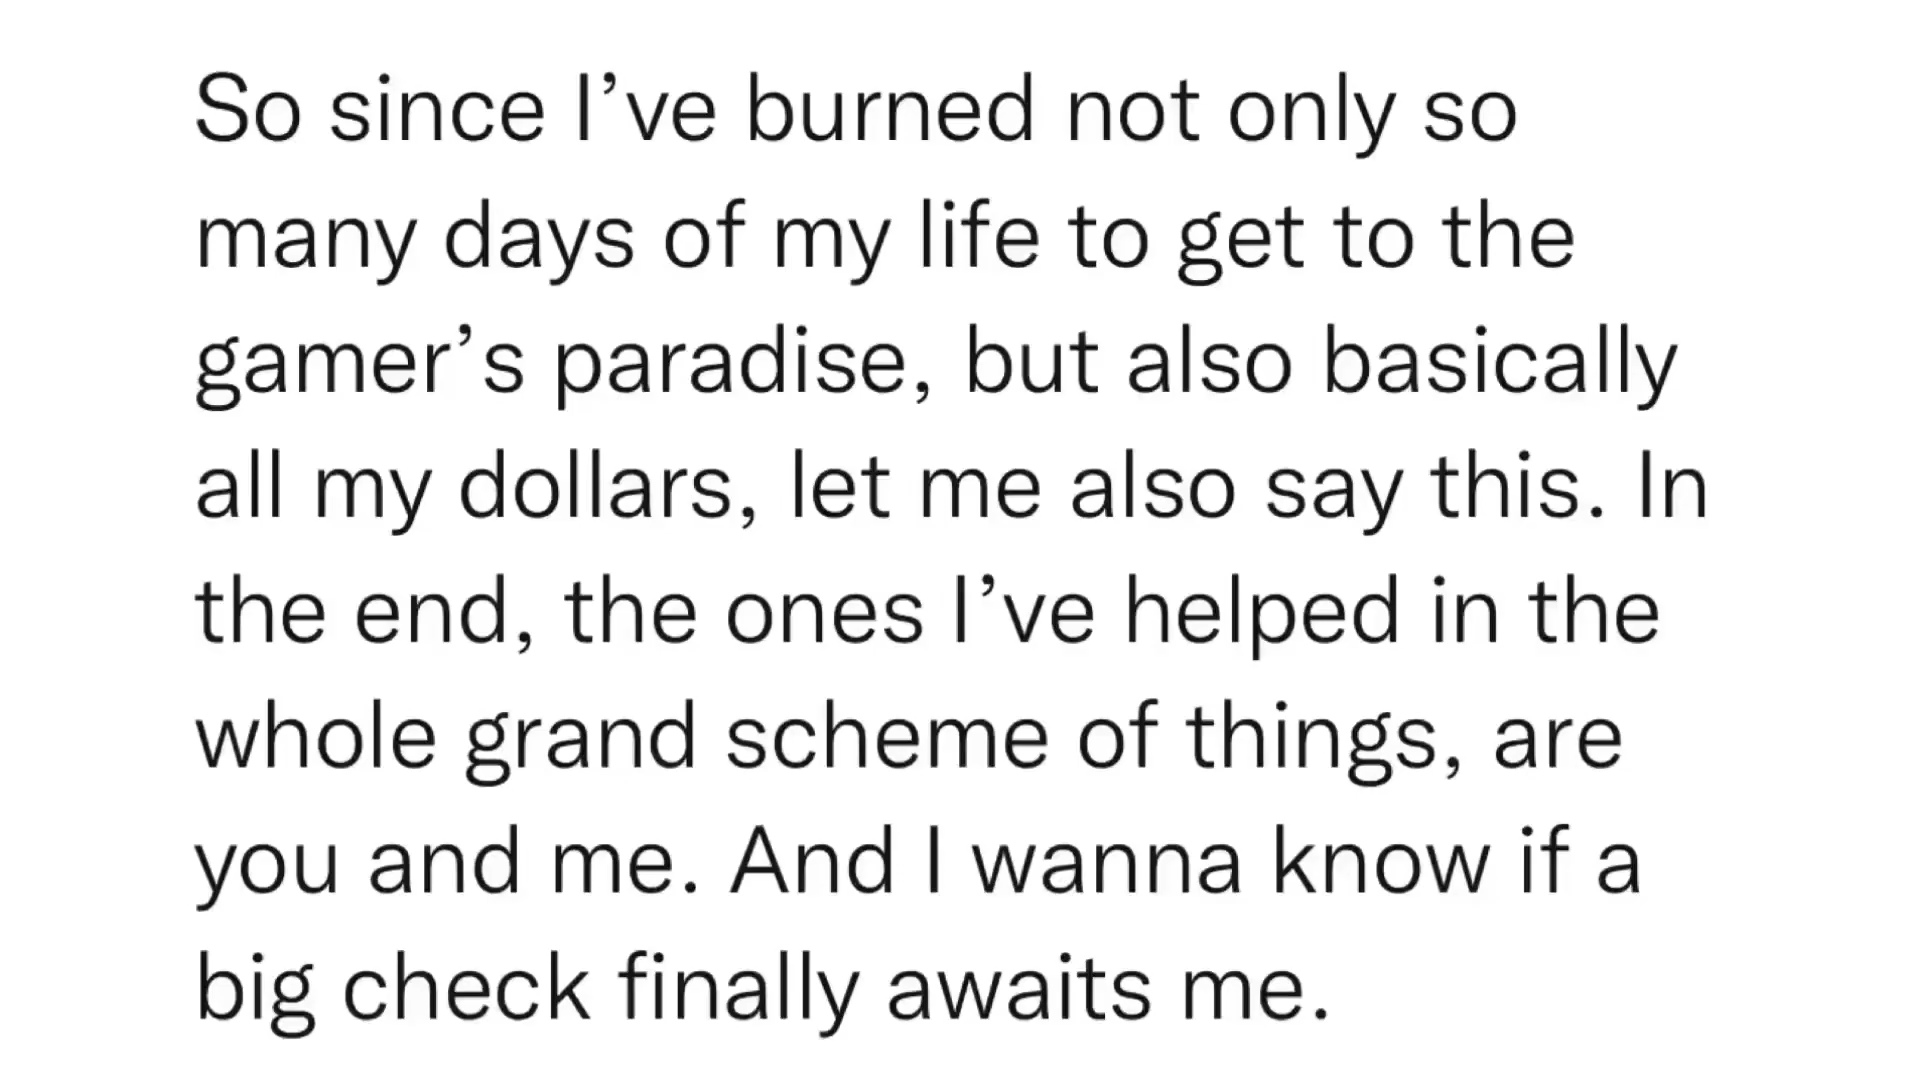 So since I’ve burned not only so
many days of my life to get to the
gamer’s paradise, but also basically
all my dollars, let me also say this. In
the end, the ones I’ve helped in the
whole grand scheme of things, are
you and me. And I wanna know if a
big check finally awaits me.